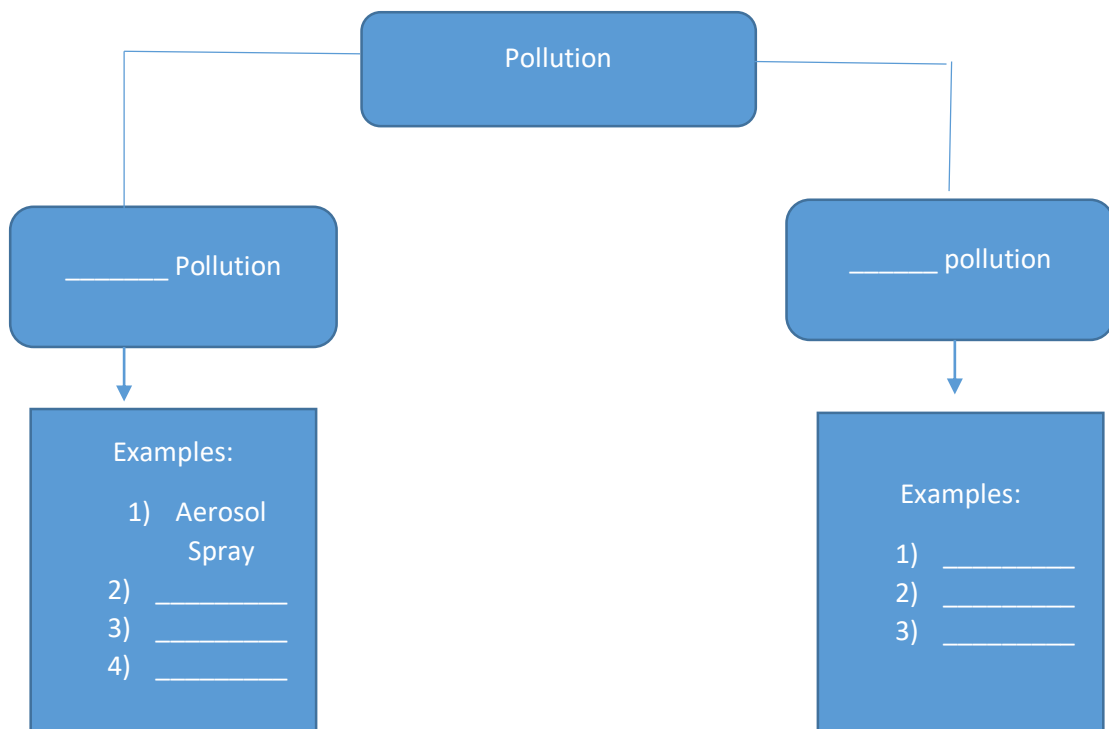 Pollution
_______ Pollution
______ pollution
Examples:
1) Aerosol
Spray
2) _________
3) _________
4) _________
Examples:
1) _________
2) _________
3) _________